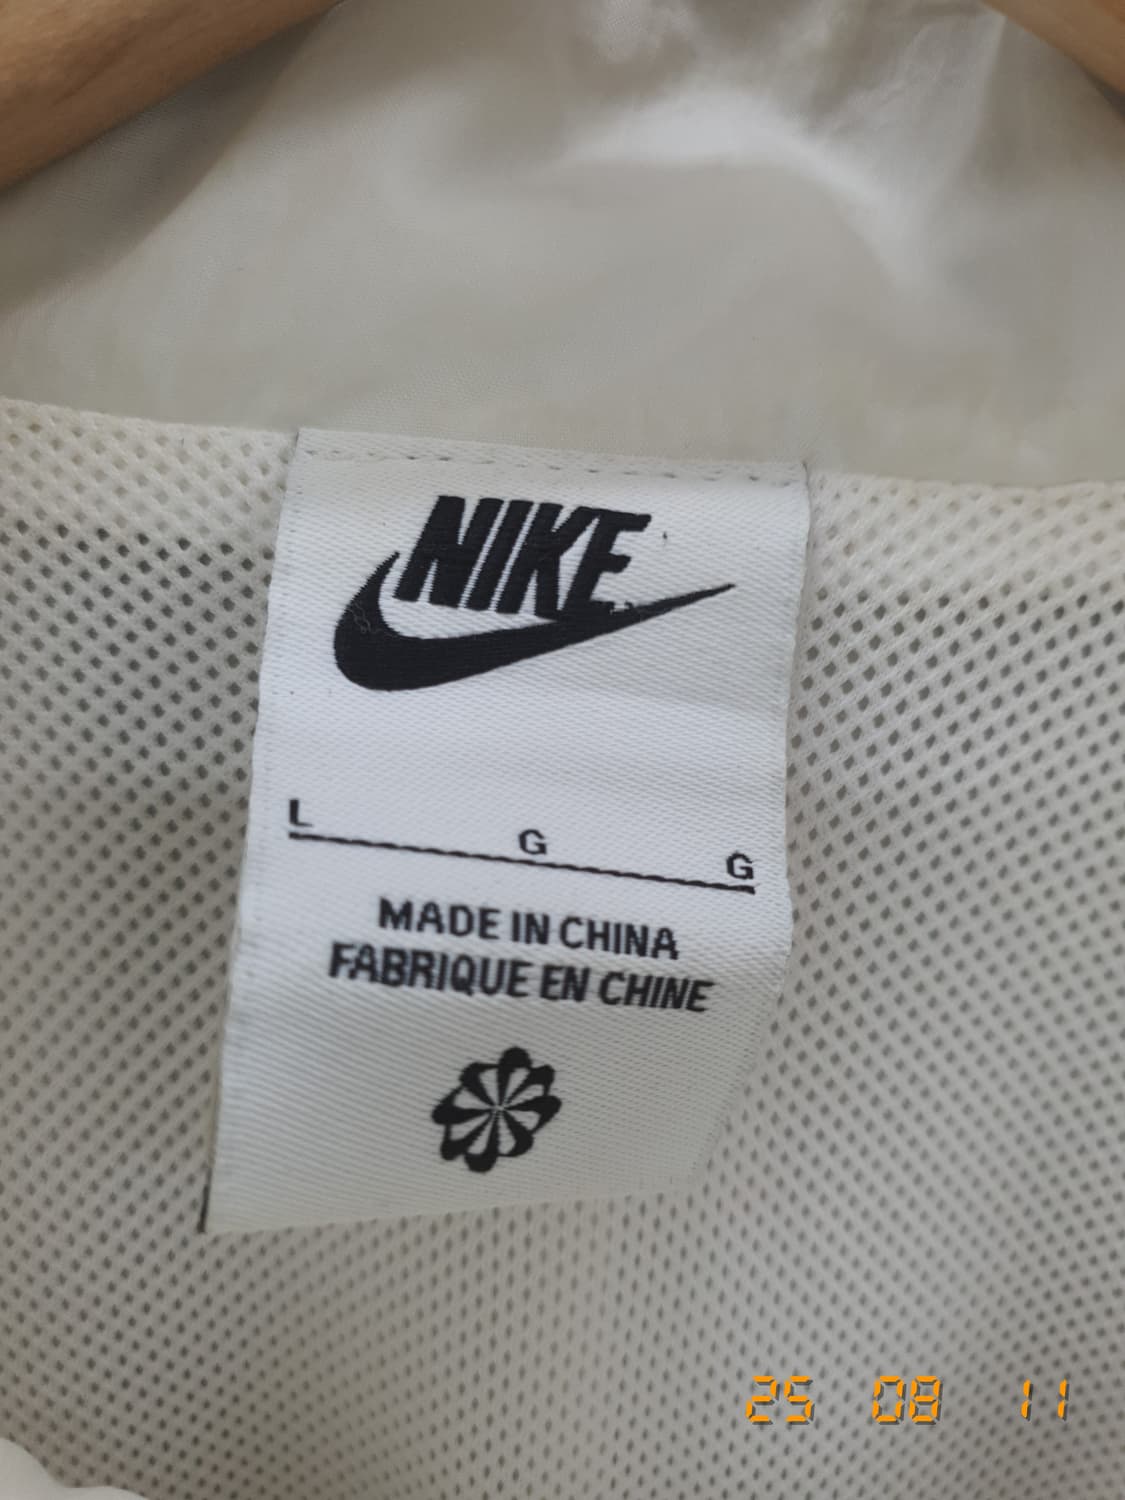 NIKE
L G G
MADE IN CHINA
FABRIQUE EN CHINE
25 08 11